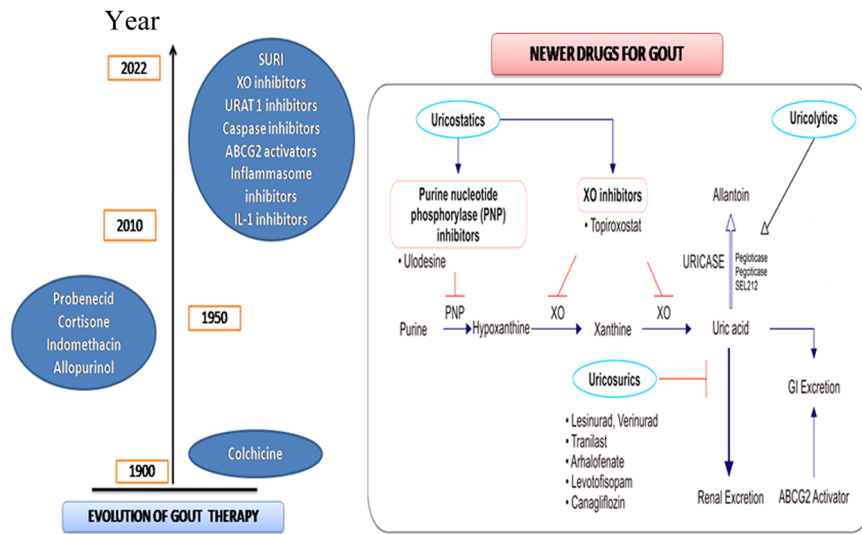 Year
2022
SURI
XO inhibitors
URAT 1 inhibitors
Caspase inhibitors
ABCG2 activators
Inflammasome
inhibitors
IL-1 inhibitors
2010
Probenecid
Cortisone
Indomethacin
Allopurinol
1950
Colchicine
1900
EVOLUTION OF GOUT THERAPY
NEWER DRUGS FOR GOUT
Uricostatics
Uricolytics
Purine nucleotide
phosphorylase (PNP)
inhibitors
• Ulodesine
XO inhibitors
• Topiroxostat
Allantoin
URICASE
Pegloticase
Pegciticase
SEL212
PNP
XO
XO
Purine
Hypoxanthine
Xanthine
Uric acid
Uricosurics
• Lesinurad, Verinurad
• Tranilast
• Arhalofenate
• Levotofisopam
• Canagliflozin
GI Excretion
Renal Excretion
ABCG2 Activator